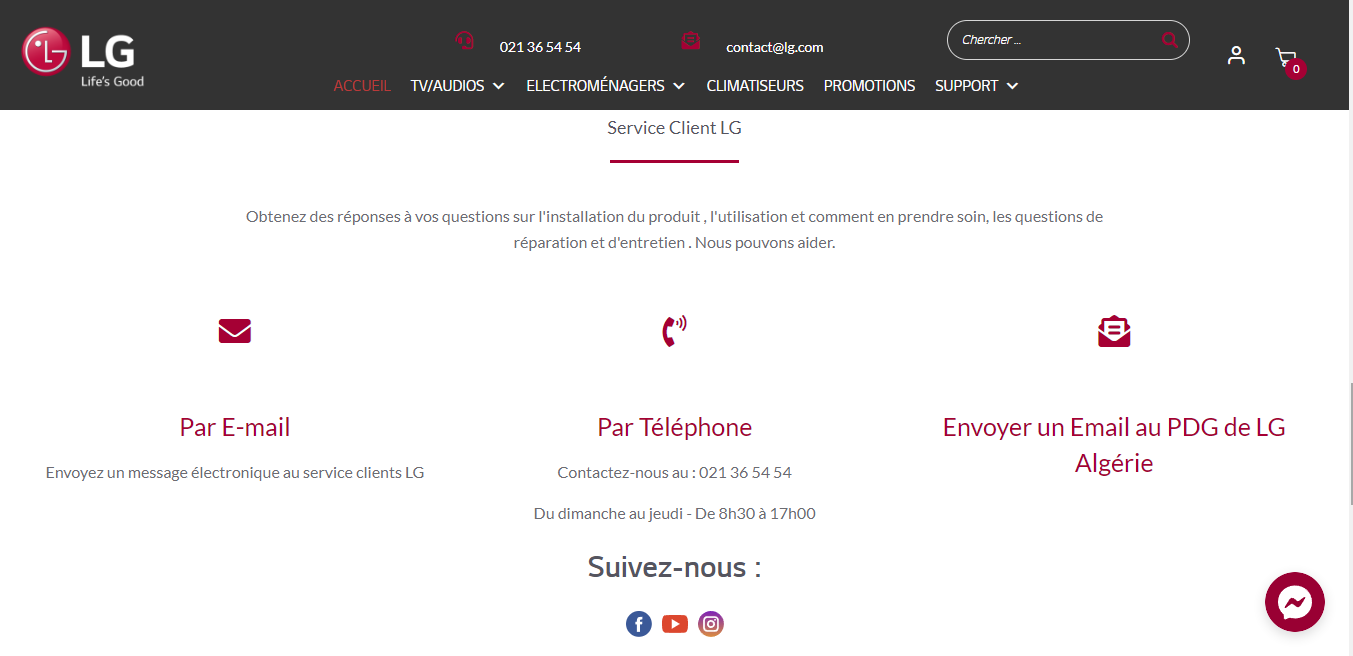 LG
Life's Good
021 36 54 54
contact@lg.com
Chercher ...
0
ACCUEIL TV/AUDIOS ELECTROMÉNAGERS CLIMATISEURS PROMOTIONS SUPPORT
Service Client LG
Obtenez des réponses à vos questions sur l'installation du produit , l'utilisation et comment en prendre soin, les questions de
réparation et d'entretien . Nous pouvons aider.
Par E-mail
Envoyez un message électronique au service clients LG
Par Téléphone
Contactez-nous au : 021 36 54 54
Du dimanche au jeudi - De 8h30 à 17h00
Envoyer un Email au PDG de LG
Algérie
Suivez-nous :